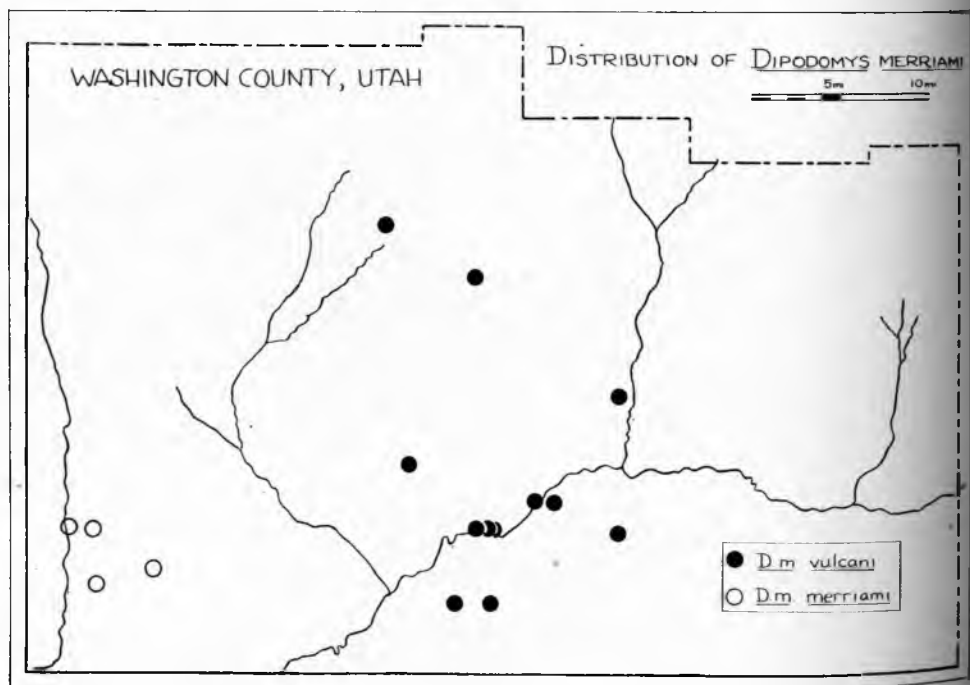 WASHINGTON COUNTY, UTAH
DISTRIBUTION OF DIPODOMYS MERRIAMI
5mi 10mi
D.m vulcani
D.m. merriami